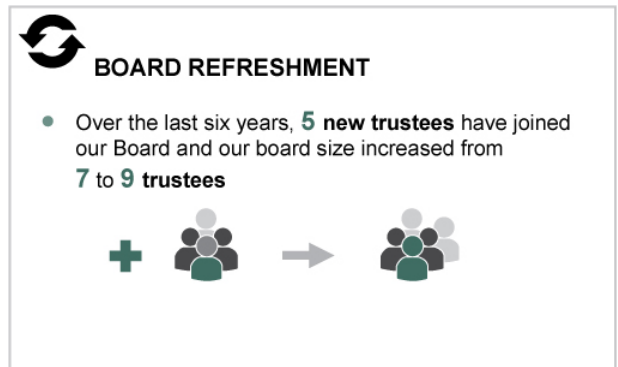 BOARD REFRESHMENT
• Over the last six years, 5 new trustees have joined
our Board and our board size increased from
7 to 9 trustees